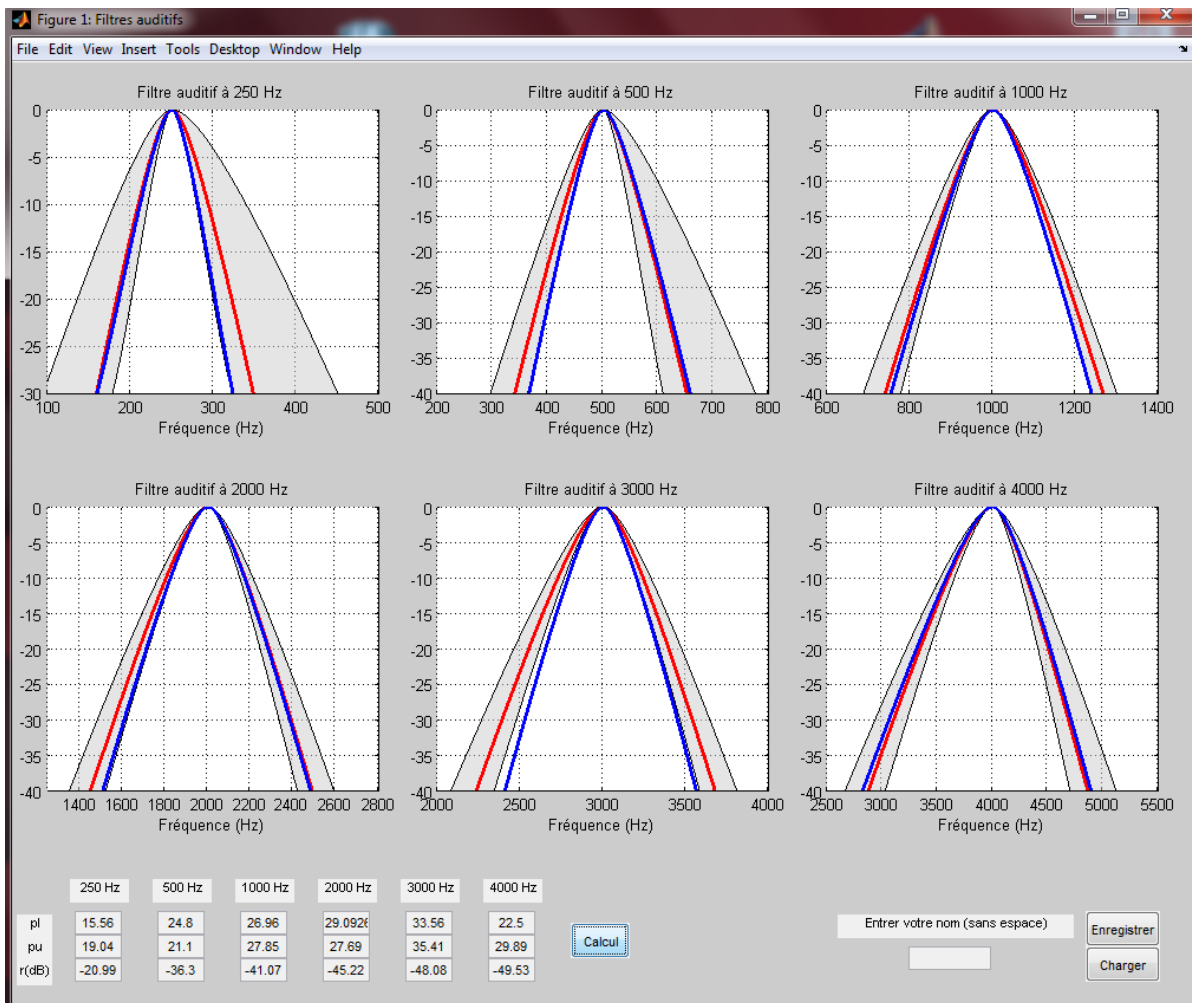 Figure 1: Filtres auditifs
File Edit View Insert Tools Desktop Window Help
Filtre auditif à 250 Hz
0
-5
-10
-15
-20
-25
-30
100 200 300 400 500
Fréquence (Hz)
Filtre auditif à 500 Hz
0
-5
-10
-15
-20
-25
-30
-35
-40
200 300 400 500 600 700 800
Fréquence (Hz)
Filtre auditif à 1000 Hz
0
-5
-10
-15
-20
-25
-30
-35
-40
600 800 1000 1200 1400
Fréquence (Hz)
Filtre auditif à 2000 Hz
0
-5
-10
-15
-20
-25
-30
-35
-40
1400 1600 1800 2000 2200 2400 2600 2800
Fréquence (Hz)
Filtre auditif à 3000 Hz
0
-5
-10
-15
-20
-25
-30
-35
-40
2000 2500 3000 3500 4000
Fréquence (Hz)
Filtre auditif à 4000 Hz
0
-5
-10
-15
-20
-25
-30
-35
-40
2500 3000 3500 4000 4500 5000 5500
Fréquence (Hz)
250 Hz 500 Hz 1000 Hz 2000 Hz 3000 Hz 4000 Hz
pl 15.56 24.8 26.96 29.0926 33.56 22.5
pu 19.04 21.1 27.85 27.69 35.41 29.89
r(dB) -20.99 -36.3 -41.07 -45.22 -48.08 -49.53
Calcul
Entrer votre nom (sans espace)
Enregistrer
Charger